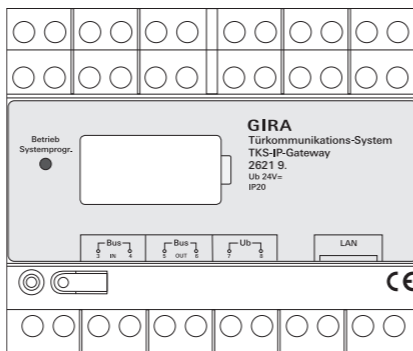 GIRA
Türkommunikations-System
TKS-IP-Gateway
2621 9.
Ub 24V=
IP20
Betrieb
Systemprogr.
Bus
3 IN 4
Bus
5 OUT 6
Ub
7 8
LAN
CE